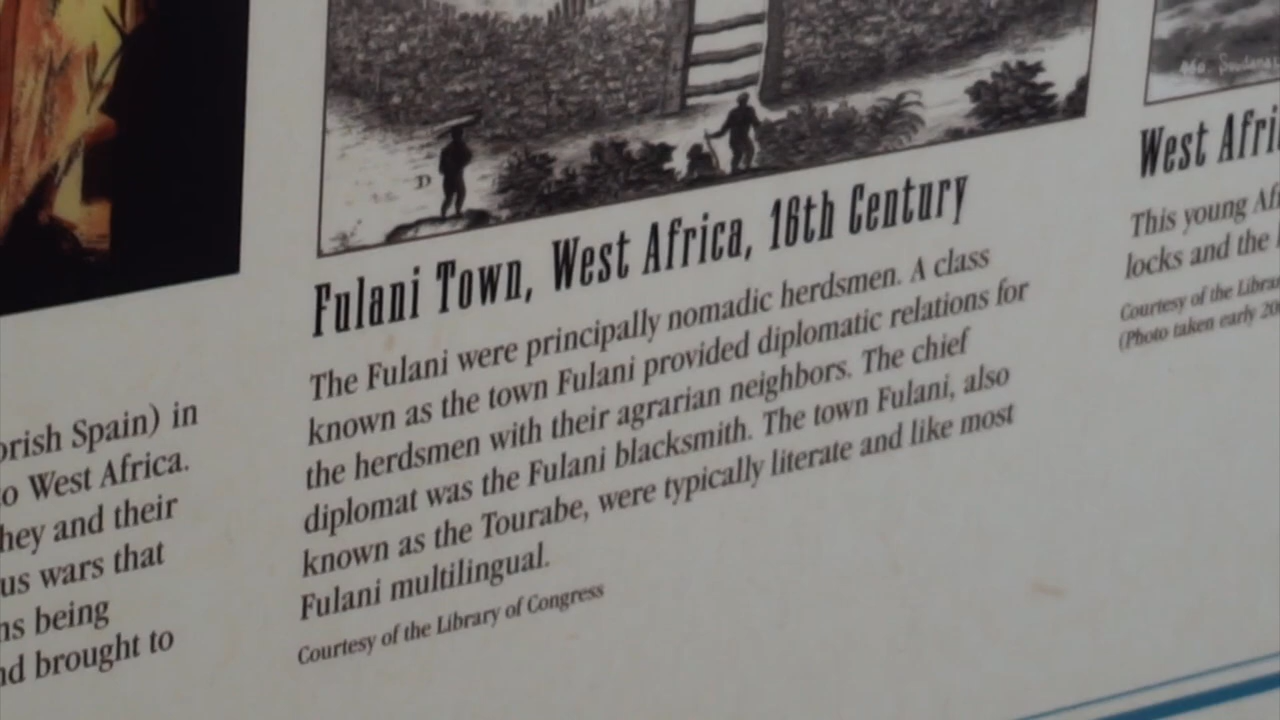 D
Fulani Town, West Africa, 16th Century
The Fulani were principally nomadic herdsmen. A class
known as the town Fulani provided diplomatic relations for
the herdsmen with their agrarian neighbors. The chief
diplomat was the Fulani blacksmith. The town Fulani, also
known as the Tourabe, were typically literate and like most
Fulani multilingual.
Courtesy of the Library of Congress
orish Spain) in
o West Africa.
hey and their
us wars that
ns being
nd brought to
West Afri
This young Af
locks and the
Courtesy of the Libra
(Photo taken early 20